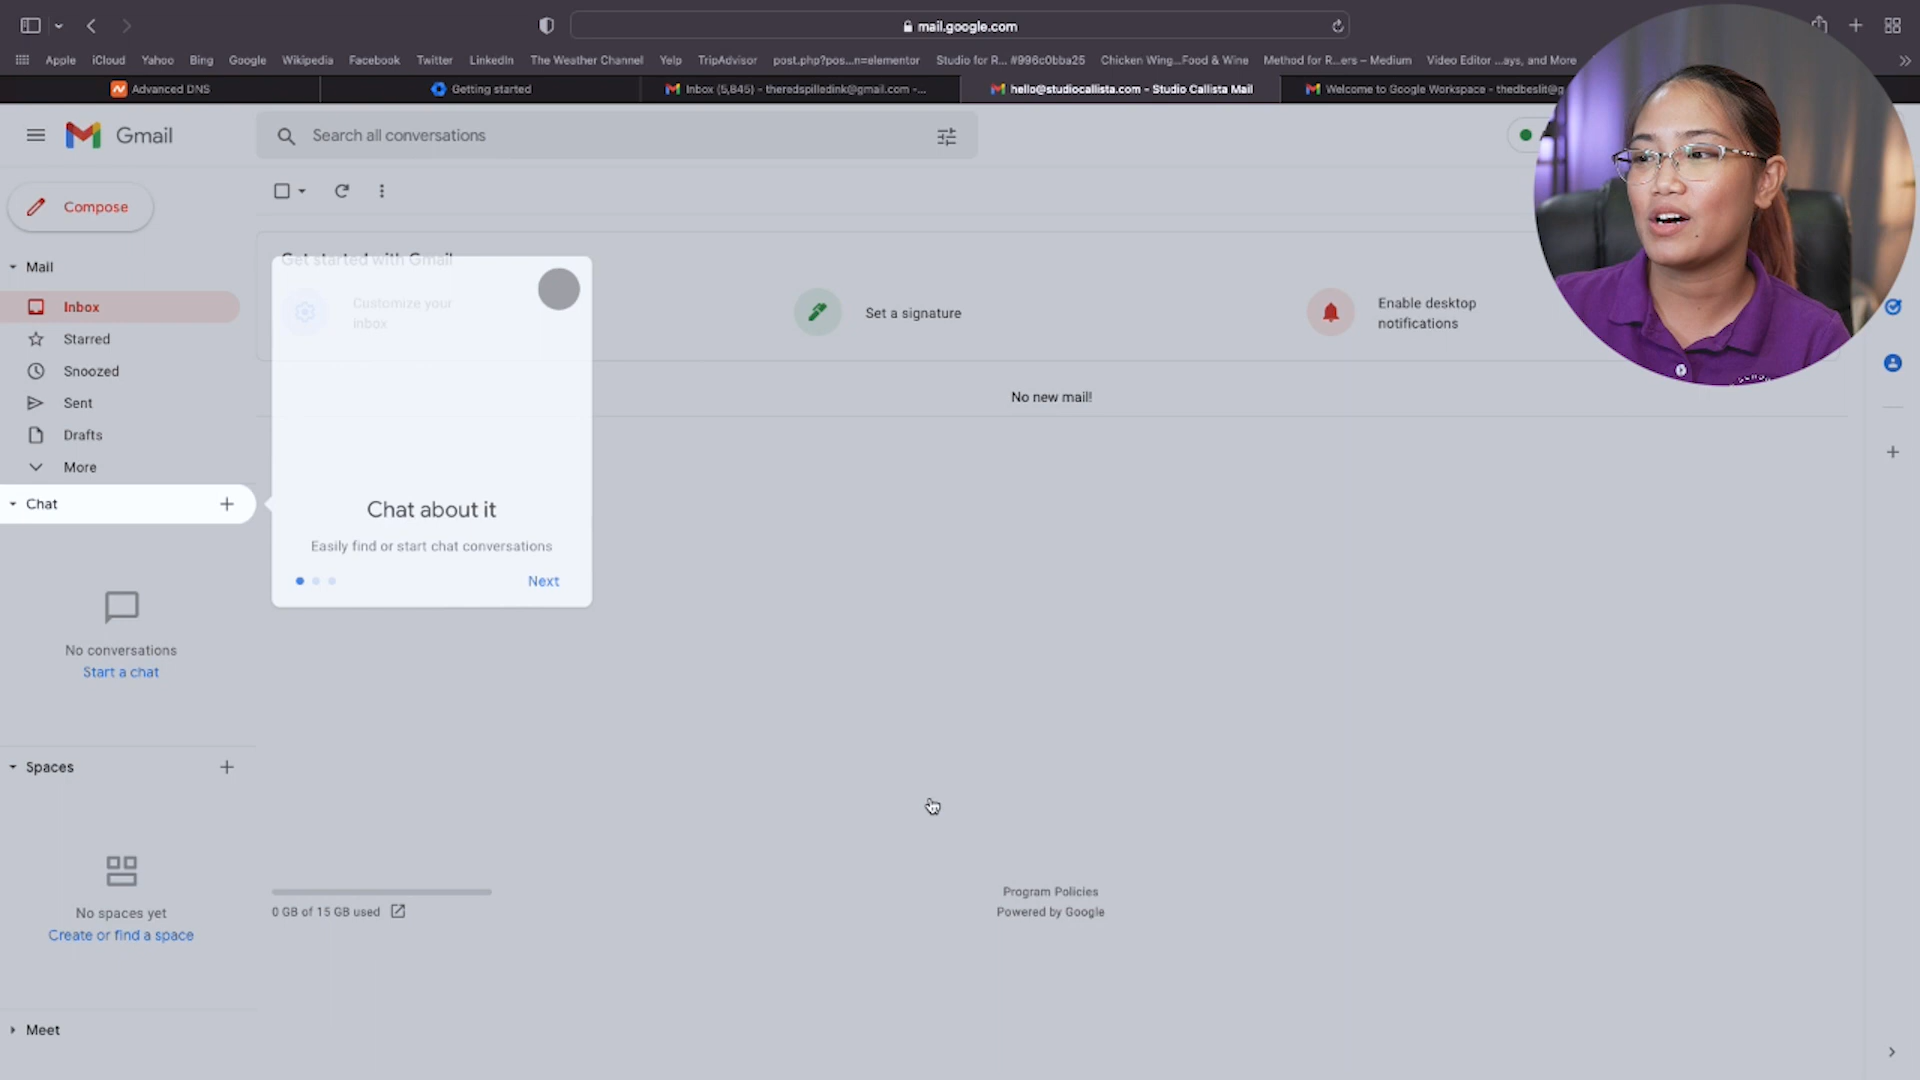 mail.google.com
Apple iCloud Yahoo Bing Google Wikipedia Facebook Twitter LinkedIn The Weather Channel Yelp TripAdvisor post.php?pos...n=elementor Studio for R... #996c0bba25 Chicken Wing...Food & Wine Method for R...ers – Medium Video Editor ...ays, and More
Advanced DNS
Getting started
Inbox (5,845) - theredspilledink@gmail.com -...
hello@studiocallista.com - Studio Callista Mail
Welcome to Google Workspace - thedbeslit@g
Gmail
Search all conversations
Compose
Mail
Inbox
Starred
Snoozed
Sent
Drafts
More
Chat
No conversations
Start a chat
Spaces
No spaces yet
Create or find a space
Meet
Get started with Gmail
Customize your
inbox
Set a signature
Enable desktop
notifications
No new mail!
Chat about it
Easily find or start chat conversations
Next
0 GB of 15 GB used
Program Policies
Powered by Google